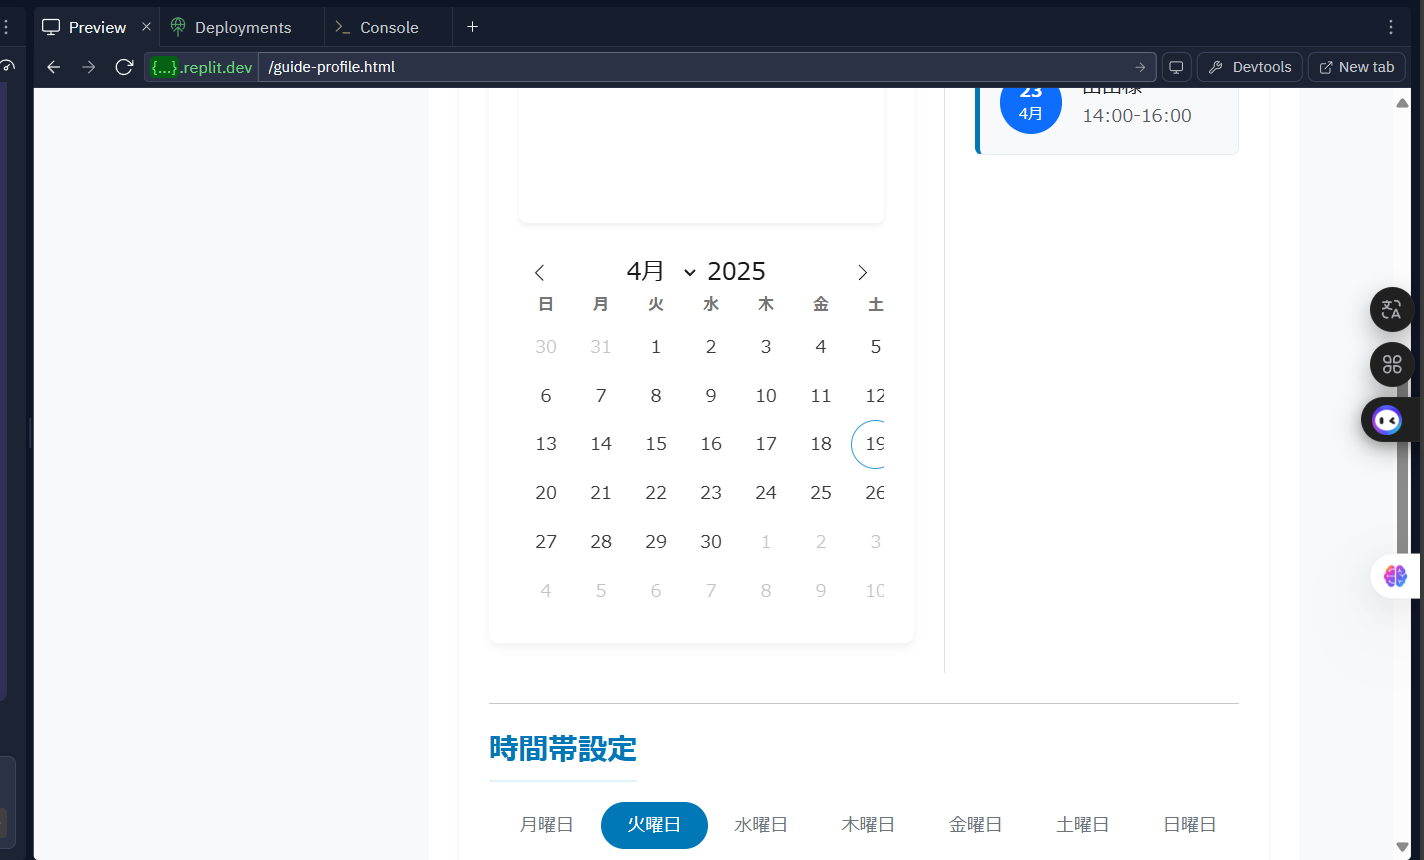 Preview
Deployments
Console
{...}.replit.dev
/guide-profile.html
Devtools
New tab
23
4月
14:00-16:00
4月 2025
日 月 火 水 木 金 土
30 31 1 2 3 4 5
6 7 8 9 10 11 12
13 14 15 16 17 18 19
20 21 22 23 24 25 26
27 28 29 30 1 2 3
4 5 6 7 8 9 10
時間帯設定
月曜日 火曜日 水曜日 木曜日 金曜日 土曜日 日曜日